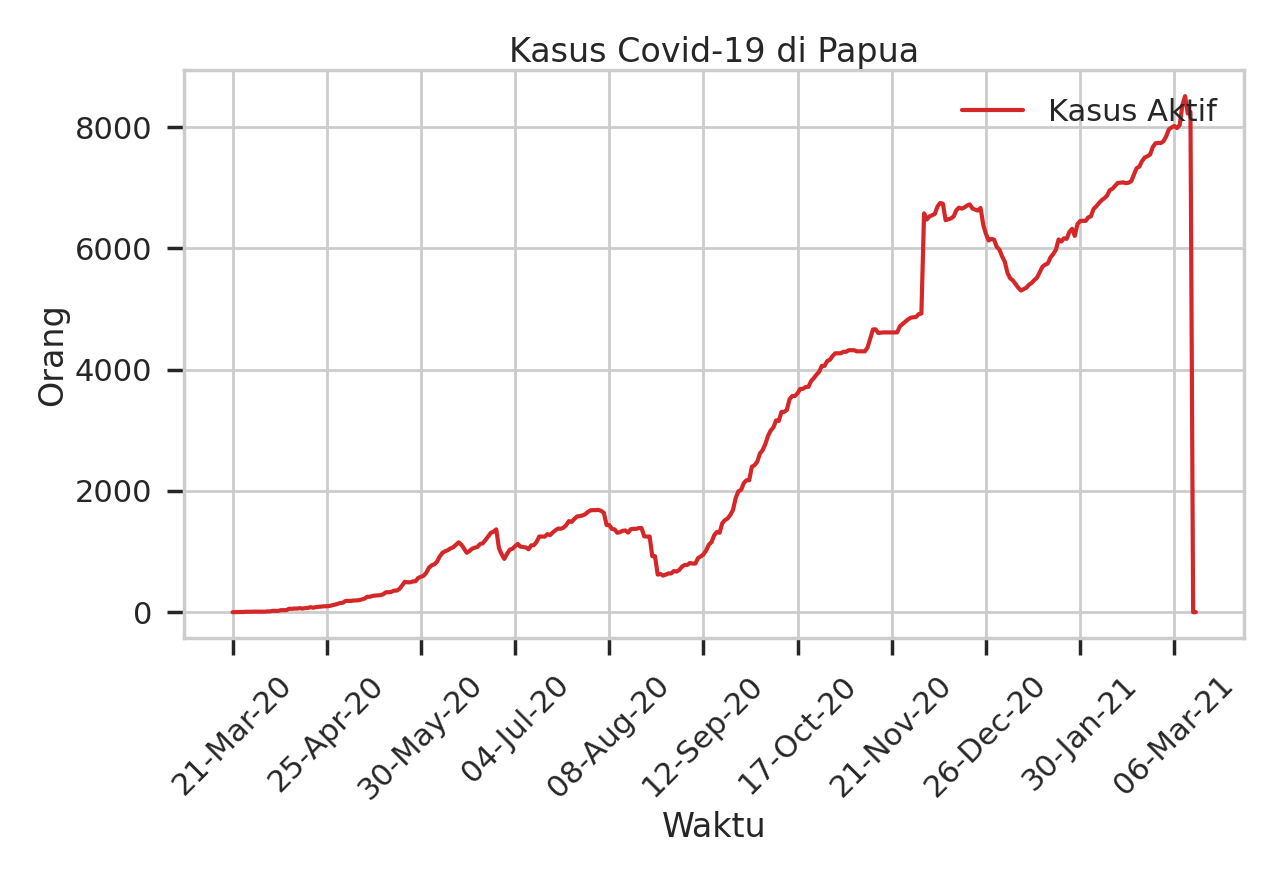 Kasus Covid-19 di Papua
Kasus Aktif
8000
6000
4000
2000
0
Orang
21-Mar-20
25-Apr-20
30-May-20
04-Jul-20
08-Aug-20
12-Sep-20
17-Oct-20
21-Nov-20
26-Dec-20
30-Jan-21
06-Mar-21
Waktu